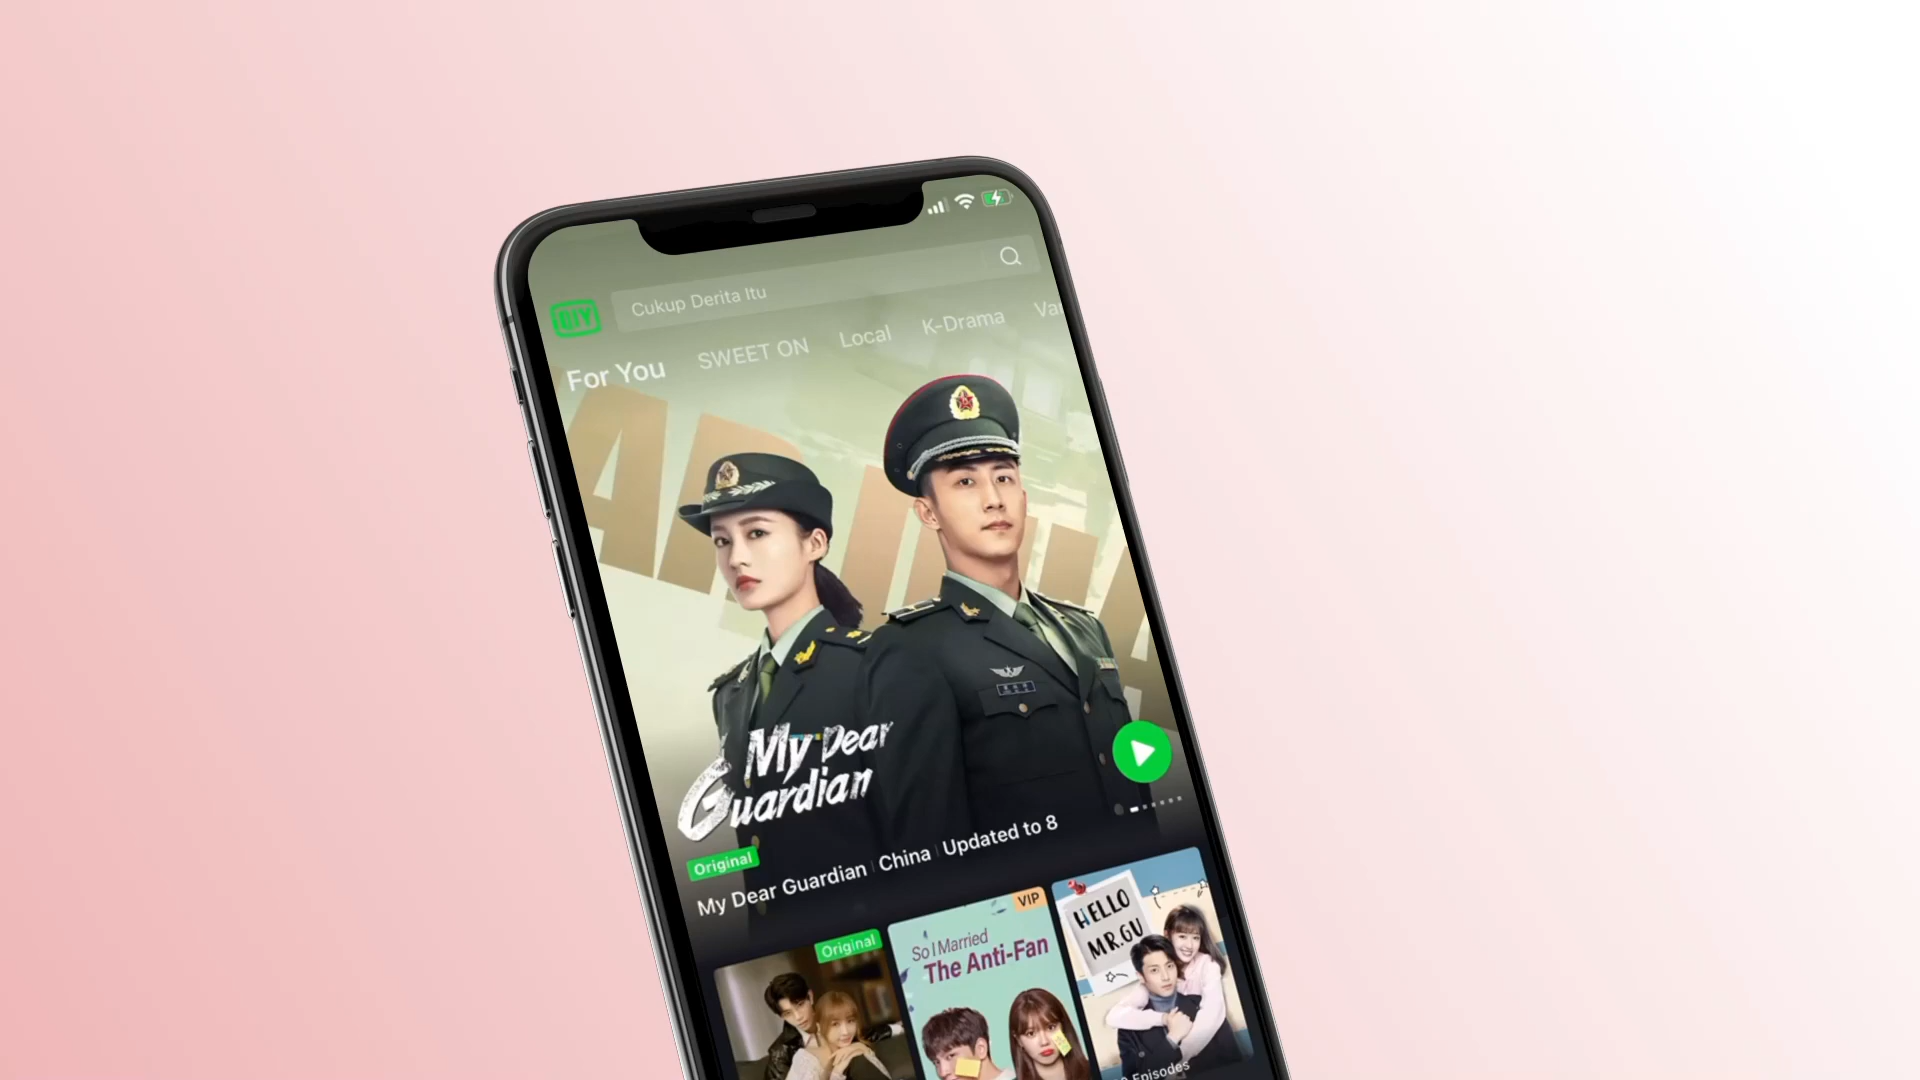 QIY
Cukup Derita Itu
For You
SWEET ON
Local
K-Drama
My Dear
Guardian
Original
My Dear Guardian
China
Updated to 8
Original
VIP
So I Married
The Anti-Fan
HELLO
MR.GU
Episodes